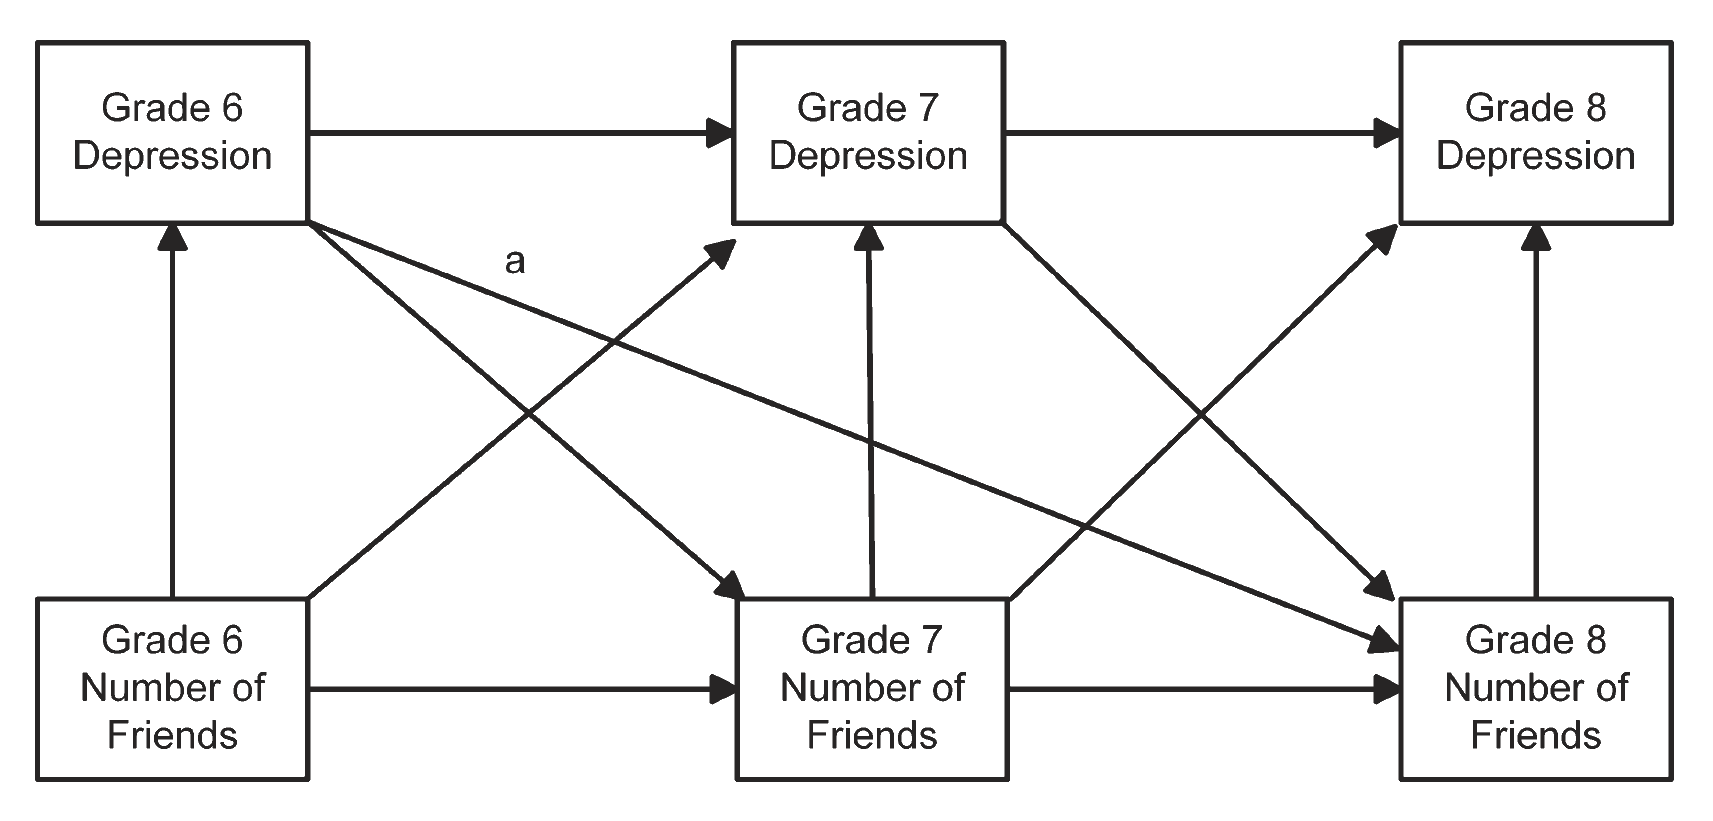 Grade 6
Depression
Grade 7
Depression
Grade 8
Depression
a
Grade 6
Number of
Friends
Grade 7
Number of
Friends
Grade 8
Number of
Friends